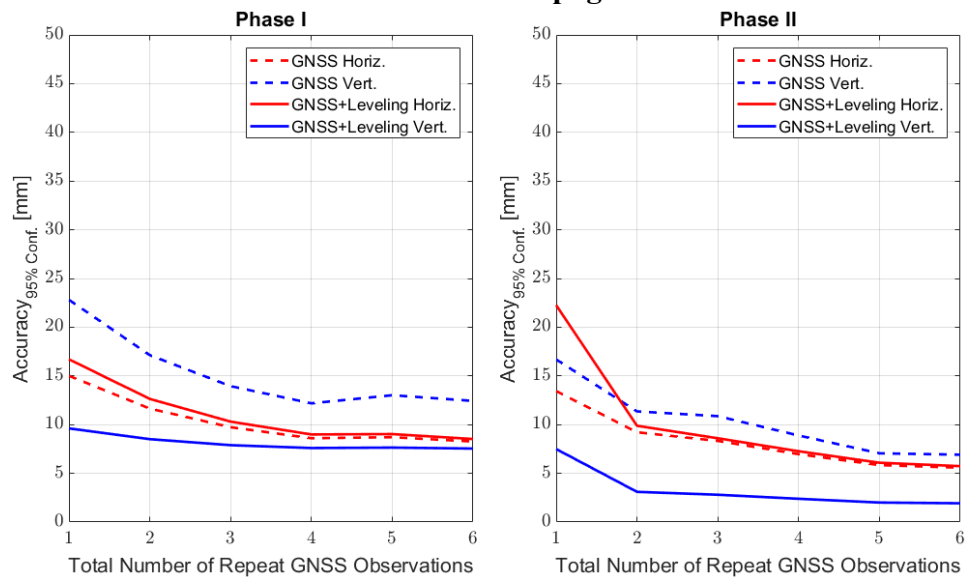 Phase I
50
45
40
35
30
25
20
15
10
5
0
Accuracy95% Conf. [mm]
GNSS Horiz.
GNSS Vert.
GNSS+Leveling Horiz.
GNSS+Leveling Vert.
1 2 3 4 5 6
Total Number of Repeat GNSS Observations
Phase II
50
45
40
35
30
25
20
15
10
5
0
Accuracy95% Conf. [mm]
GNSS Horiz.
GNSS Vert.
GNSS+Leveling Horiz.
GNSS+Leveling Vert.
1 2 3 4 5 6
Total Number of Repeat GNSS Observations